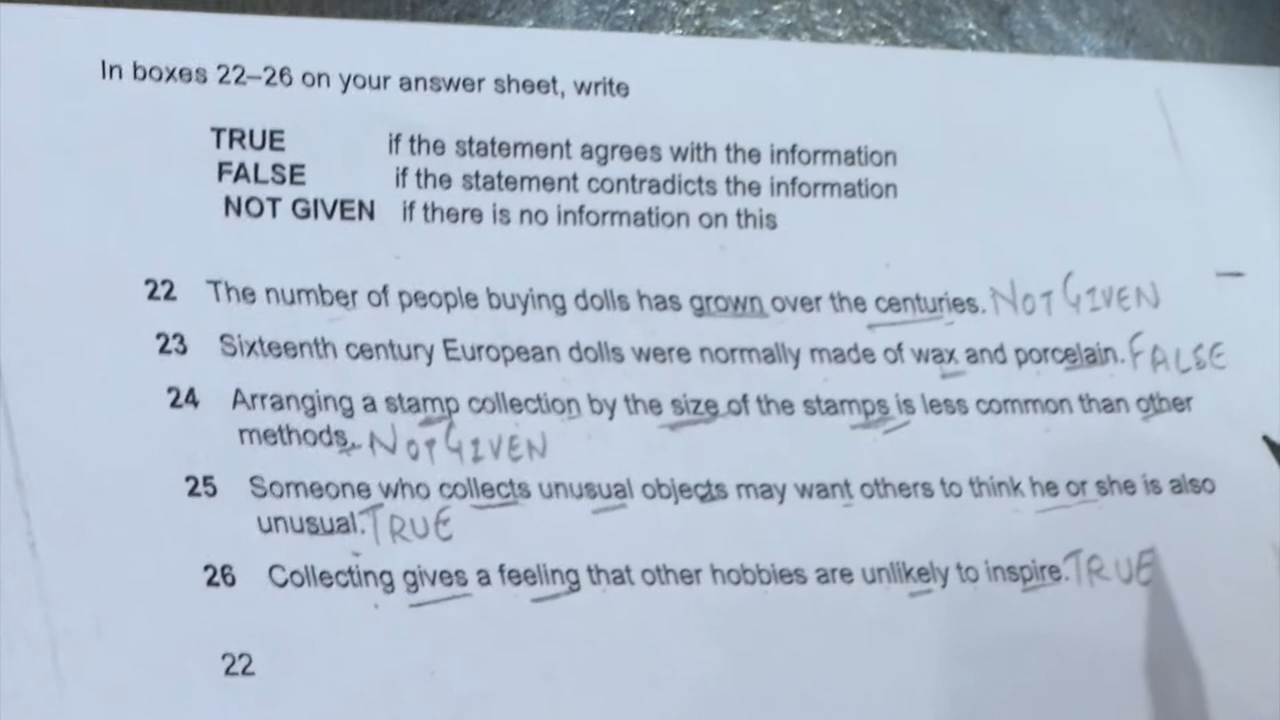 In boxes 22–26 on your answer sheet, write
TRUE if the statement agrees with the information
FALSE if the statement contradicts the information
NOT GIVEN if there is no information on this
22 The number of people buying dolls has grown over the centuries. NOT GIVEN
23 Sixteenth century European dolls were normally made of wax and porcelain. FALSE
24 Arranging a stamp collection by the size of the stamps is less common than other
methods. NOT GIVEN
25 Someone who collects unusual objects may want others to think he or she is also
unusual. TRUE
26 Collecting gives a feeling that other hobbies are unlikely to inspire. TRUE
22